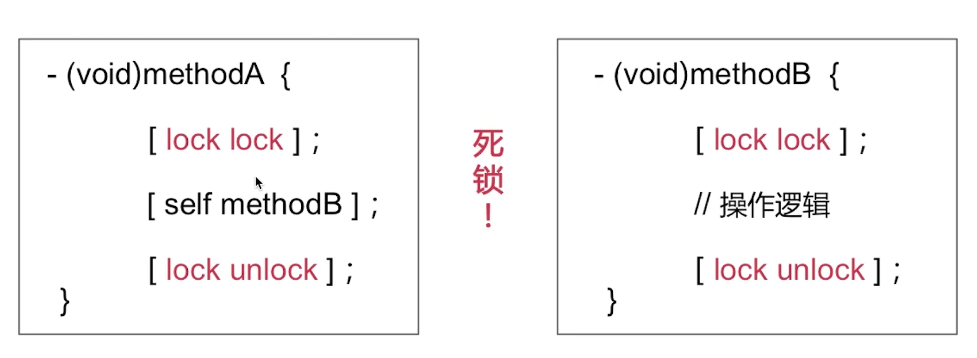 - (void)methodA {
[ lock lock ] ;
[ self methodB ] ;
[ lock unlock ] ;
}
死锁！
- (void)methodB {
[ lock lock ] ;
// 操作逻辑
[ lock unlock ] ;
}